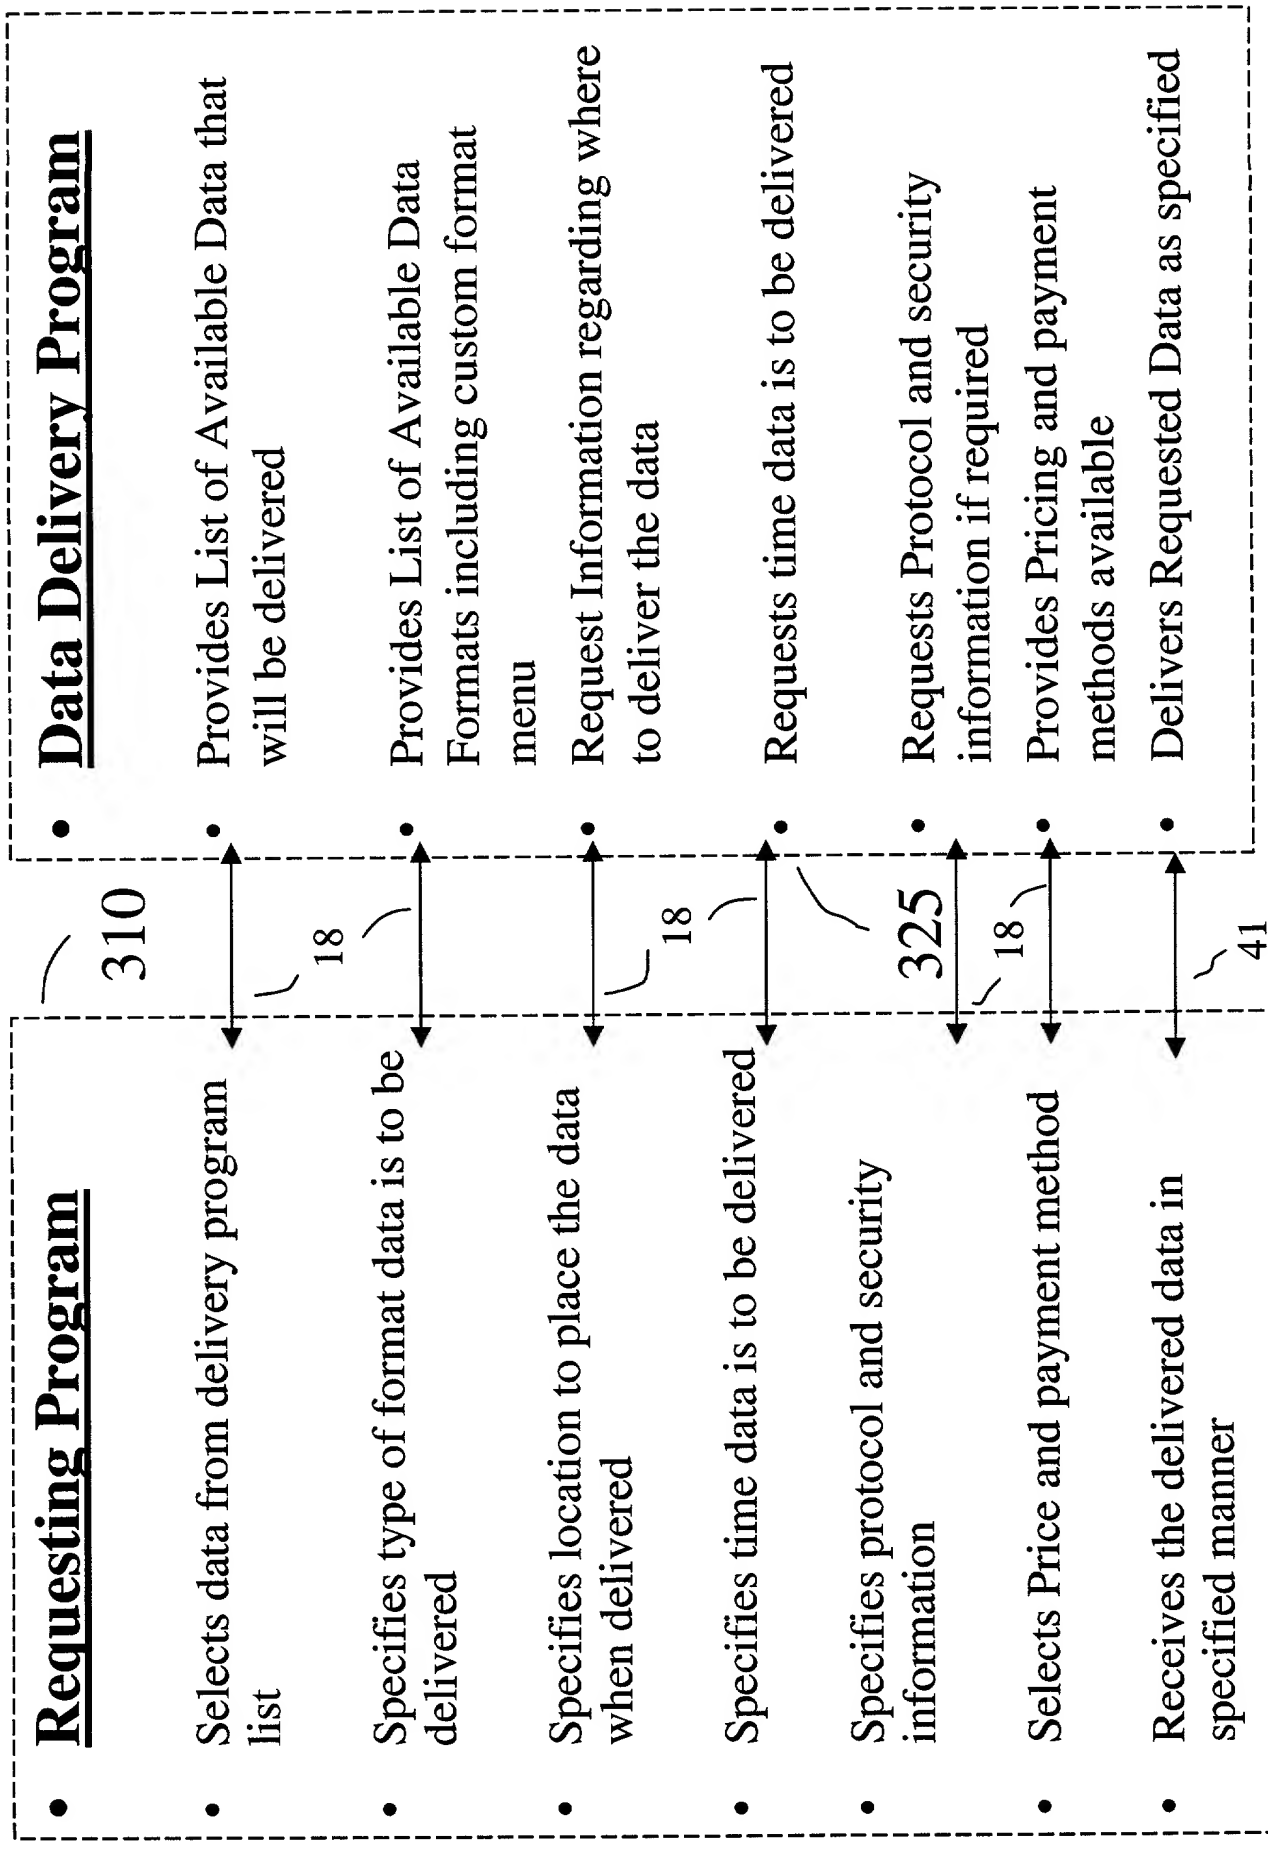 Requesting Program
Selects data from delivery program
list
Specifies type of format data is to be
delivered
Specifies location to place the data
when delivered
Specifies time data is to be delivered
Specifies protocol and security
information
Selects Price and payment method
Receives the delivered data in
specified manner
310
18
18
18
18
325
18
18
41
Data Delivery Program
Provides List of Available Data that
will be delivered
Provides List of Available Data
Formats including custom format
menu
Request Information regarding where
to deliver the data
Requests time data is to be delivered
Requests Protocol and security
information if required
Provides Pricing and payment
methods available
Delivers Requested Data as specified